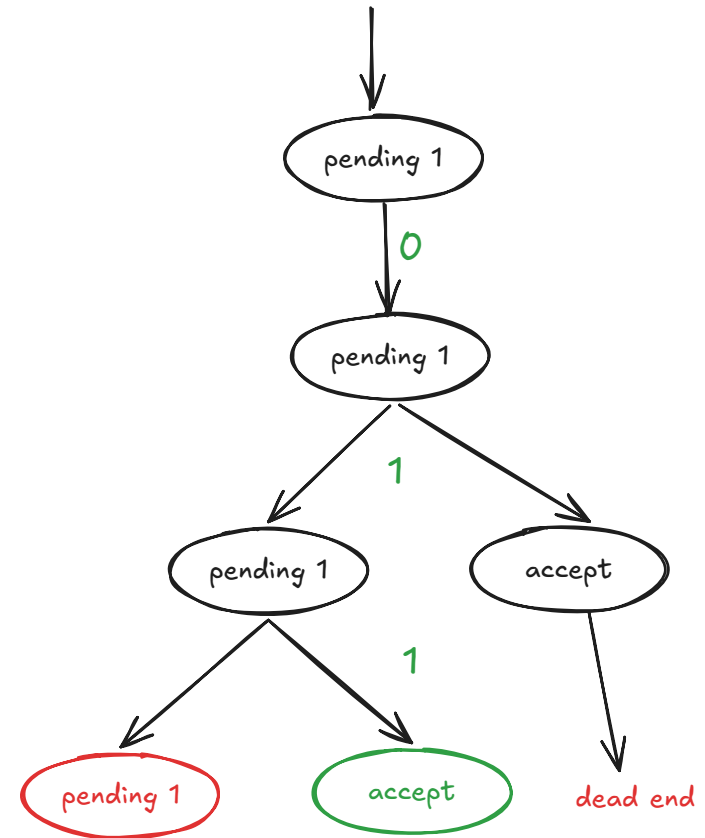 pending 1
0
pending 1
1
pending 1
accept
1
pending 1
accept
dead end